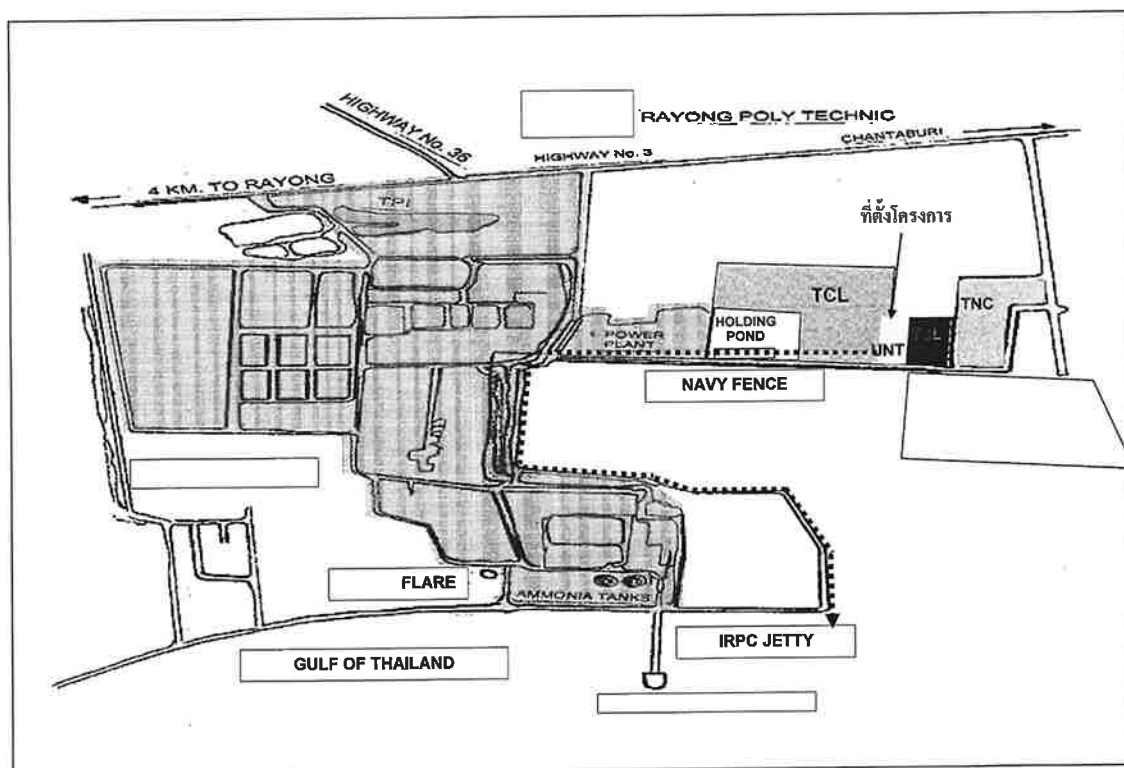 HIGHWAY No. 36
RAYONG POLY TECHNIC
CHANTABURI
HIGHWAY No. 3
4 KM. TO RAYONG
TPI
ที่ตั้งโครงการ
TCL
TNC
HOLDING
POND
POWER
PLANT
UNT
NAVY FENCE
FLARE
AMMONIA TANKS
IRPC JETTY
GULF OF THAILAND